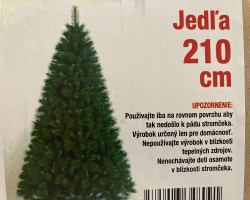 Jedľa
210
cm
UPOZORNENIE:
Používajte iba na rovnom povrchu aby
tak nedošlo k pádu stromčeka.
Výrobok určený len pre domácnosť.
Nepoužívajte výrobok v blízkosti
tepelných zdrojov.
Nenechávajte deti osamote
v blízkosti stromčeka.